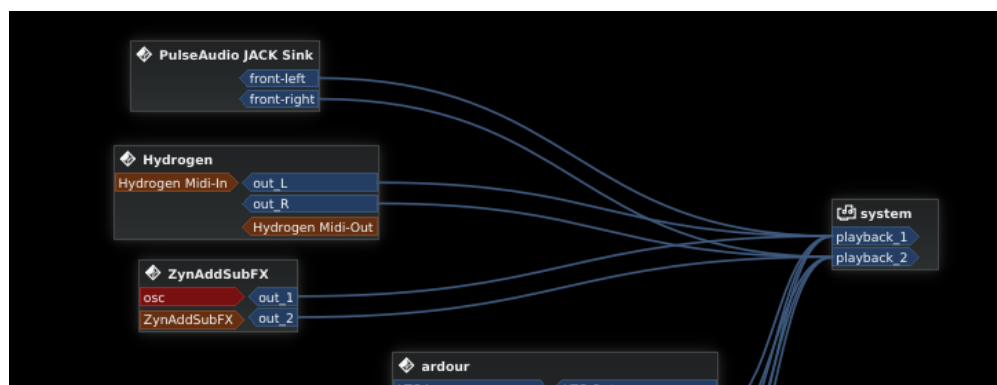 PulseAudio JACK Sink
front-left
front-right
Hydrogen
Hydrogen Midi-In out_L
out_R
Hydrogen Midi-Out
system
playback_1
playback_2
ZynAddSubFX
osc out_1
ZynAddSubFX out_2
ardour